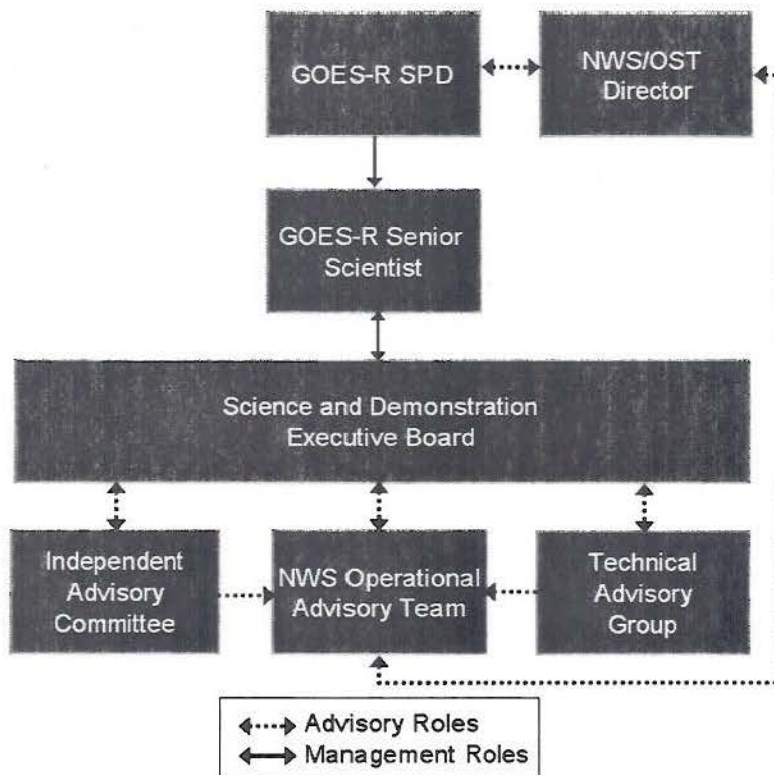 GOES-R SPD
NWS/OST
Director
GOES-R Senior
Scientist
Science and Demonstration
Executive Board
Independent
Advisory
Committee
NWS Operational
Advisory Team
Technical
Advisory
Group
Advisory Roles
Management Roles